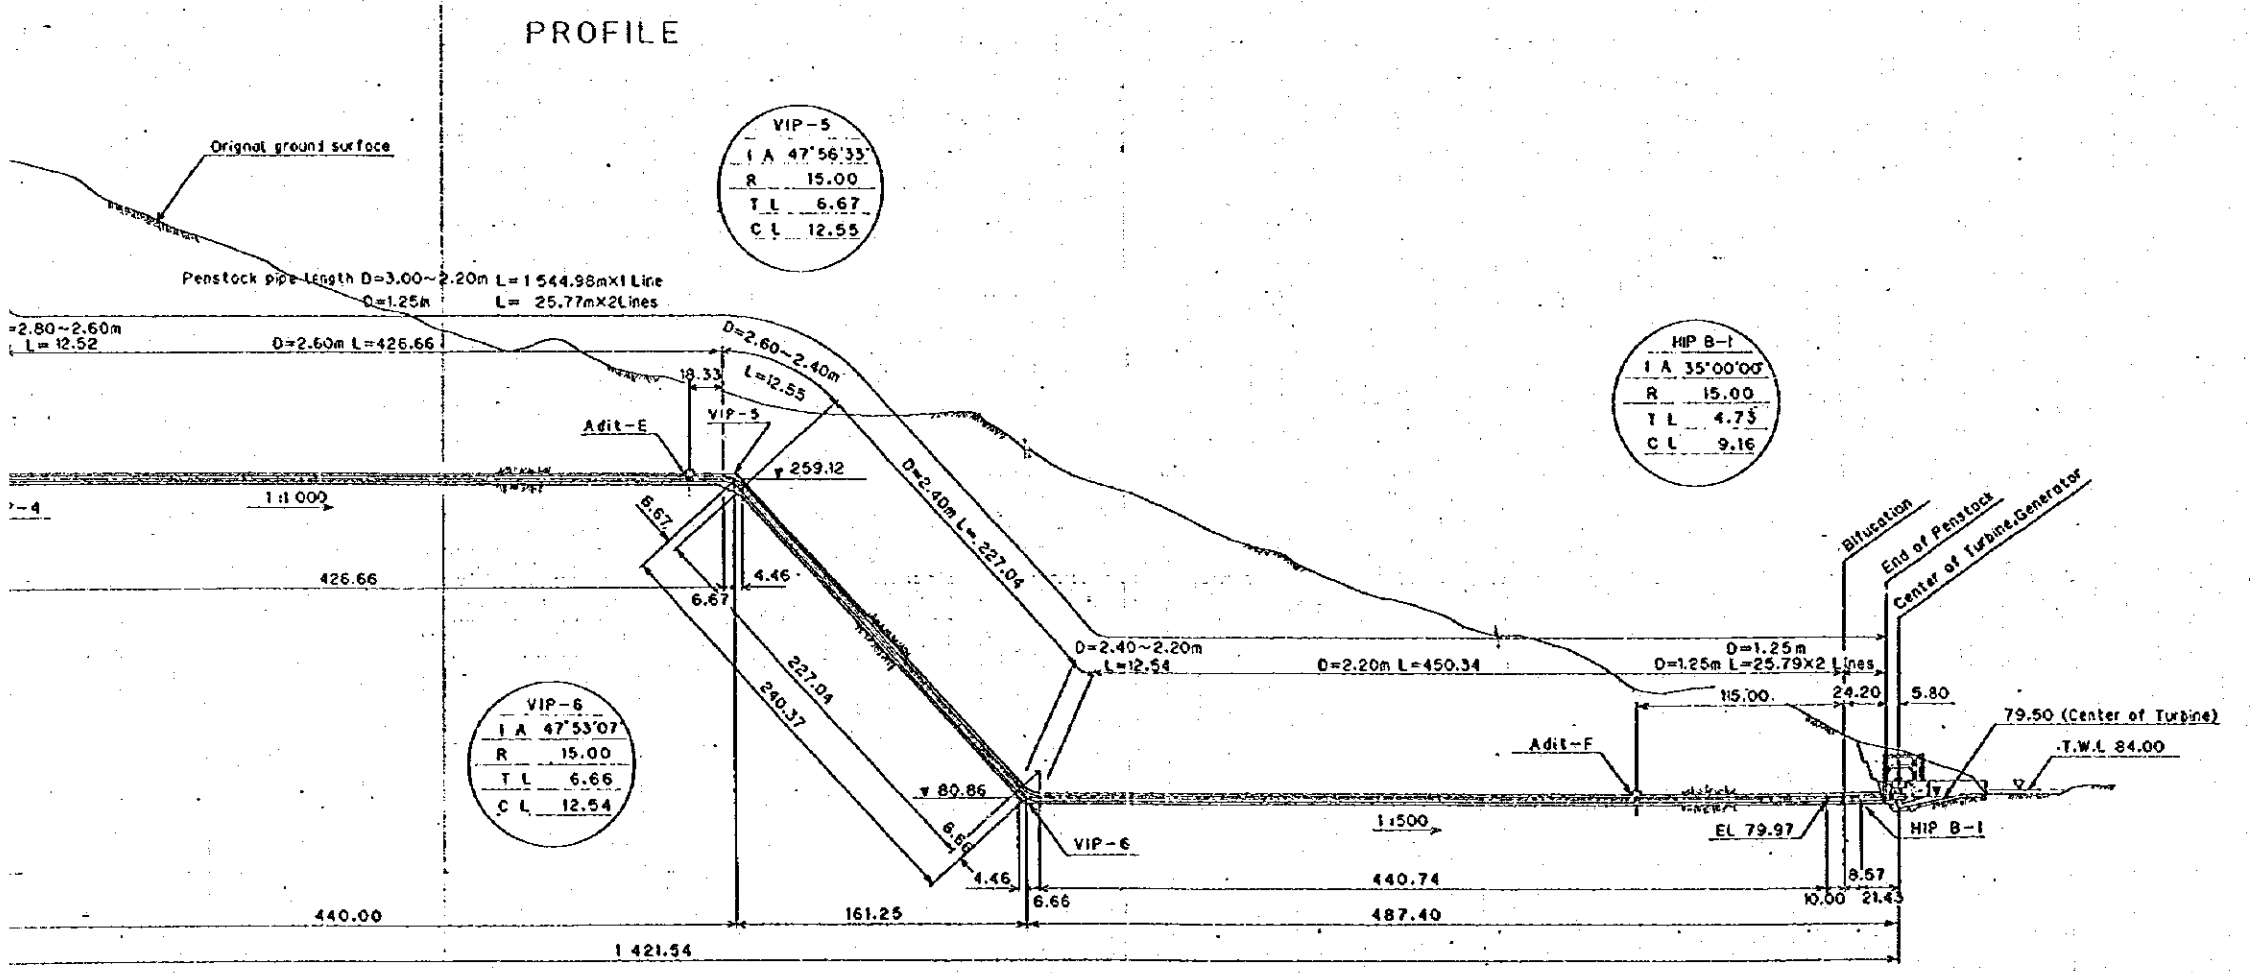 PROFILE
Orignal ground surface
VIP-5
I A 47°56'33"
R 15.00
T L 6.67
C L 12.55
Penstock pipe length D=3.00~2.20m L=1 544.98m×1 Line
D=1.25m L= 25.77m×2Lines
=2.80~2.60m
L=12.52
D=2.60m L=426.66
D=2.60~2.40m
L=12.55
18.33
Adit-E
VIP-5
259.12
1:1 000
-4
6.67
426.66
6.67
4.46
D=2.40m L= 227.04
227.04
240.37
HIP B-1
I A 35°00'00"
R 15.00
T L 4.73
C L 9.16
Bifucation
End of Penstock
Center of Turbine.Generator
D=2.40~2.20m
L=12.54
D=2.20m L=450.34
D=1.25m
D=1.25m L=25.79×2 Lines
115.00
24.20
5.80
79.50 (Center of Turbine)
T.W.L 84.00
Adit-F
VIP-6
I A 47°53'07"
R 15.00
T L 6.66
C L 12.54
80.86
6.66
4.46
6.66
VIP-6
1:500
EL 79.97
HIP B-1
440.74
8.57
10.00
21.43
440.00
161.25
487.40
1 421.54